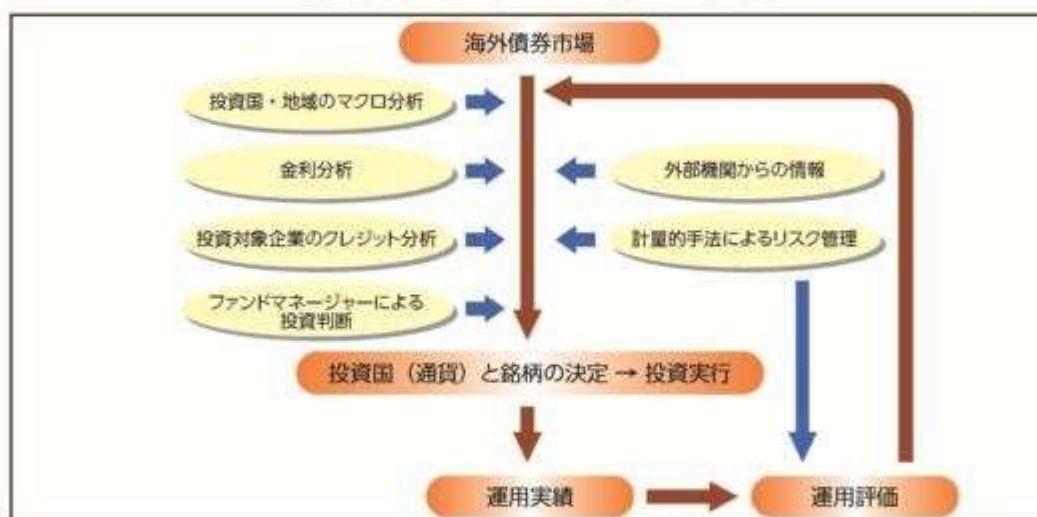 海外債券市場
投資国・地域のマクロ分析
金利分析
外部機関からの情報
投資対象企業のクレジット分析
計量的手法によるリスク管理
ファンドマネージャーによる
投資判断
投資国（通貨）と銘柄の決定 → 投資実行
運用実績
運用評価